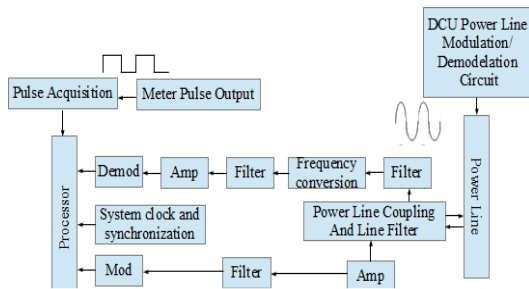 DCU Power Line
Modulation/
Demodelation
Circuit
Pulse Acquisition
Meter Pulse Output
Demod
Amp
Filter
Frequency
conversion
Filter
Power Line
Processor
System clock and
synchronization
Power Line Coupling
And Line Filter
Mod
Filter
Amp